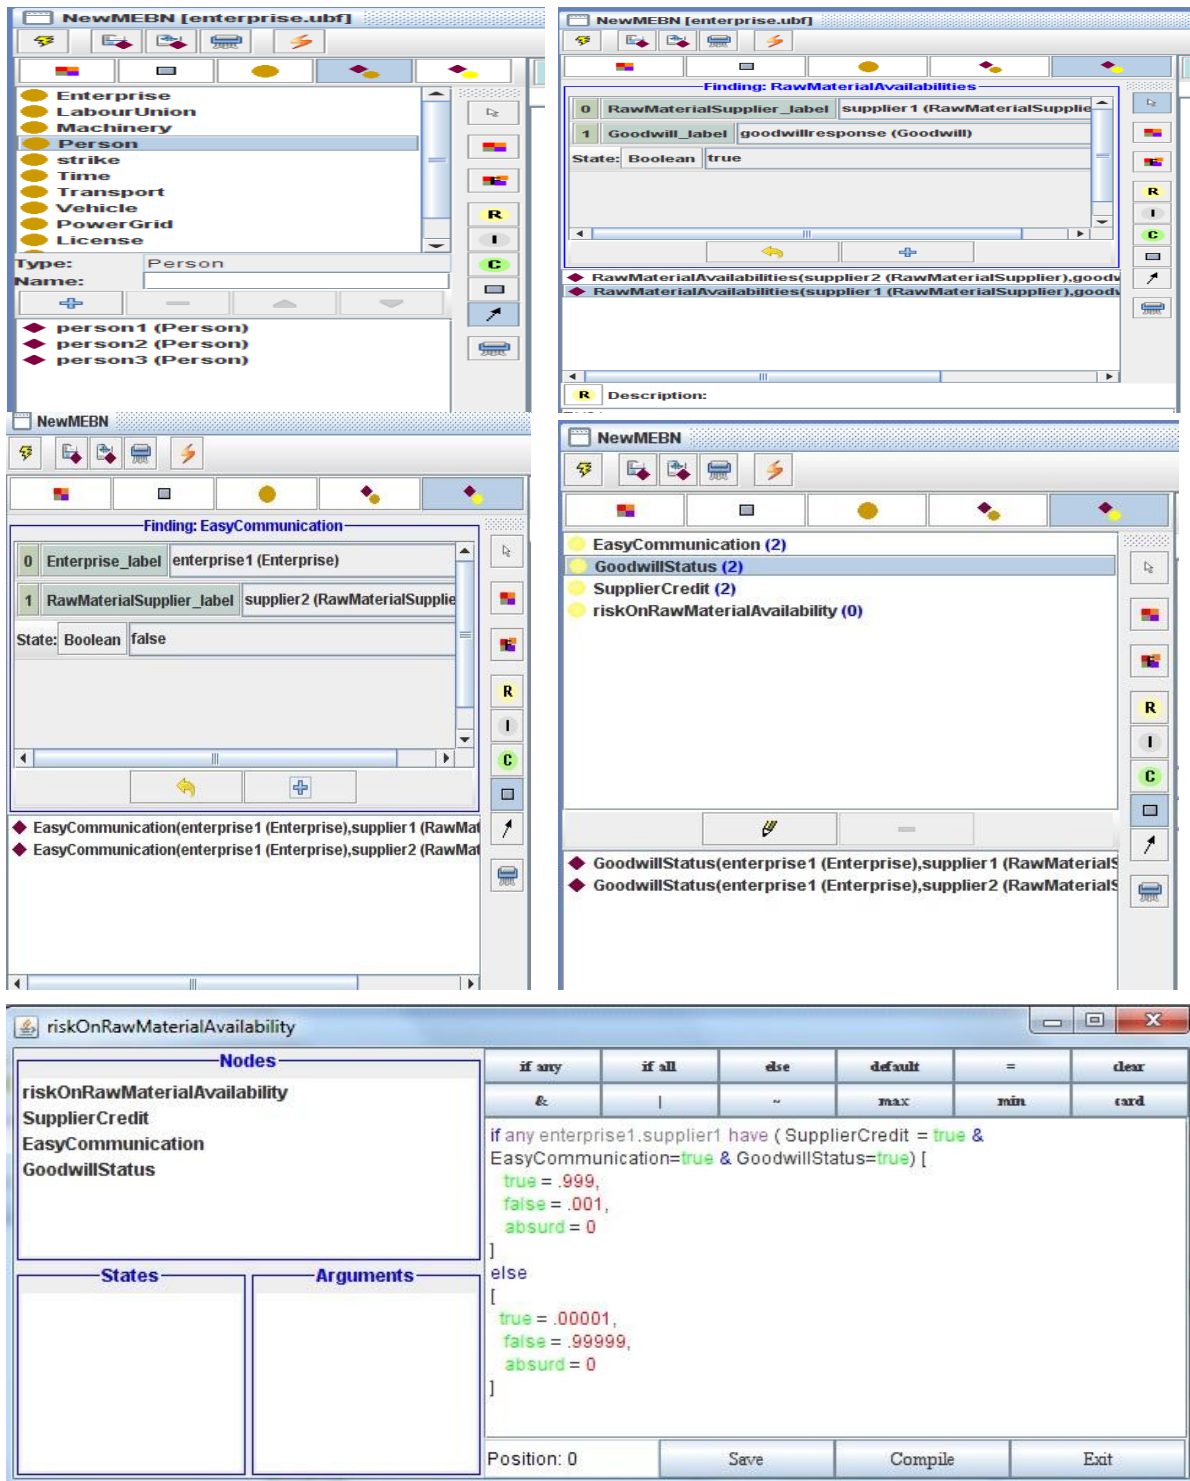 NewMEBN [enterprise.ubf]
Enterprise
LabourUnion
Machinery
Person
strike
Time
Transport
Vehicle
PowerGrid
License
Type: Person
Name:
person1 (Person)
person2 (Person)
person3 (Person)
R
I
C
NewMEBN [enterprise.ubf]
Finding: RawMaterialAvailabilities
0 RawMaterialSupplier_label supplier1 (RawMaterialSupplie
1 Goodwill_label goodwillresponse (Goodwill)
State: Boolean true
RawMaterialAvailabilities(supplier2 (RawMaterialSupplier),goodw
RawMaterialAvailabilities(supplier1 (RawMaterialSupplier),goodw
R Description:
R
I
C
NewMEBN
Finding: EasyCommunication
0 Enterprise_label enterprise1 (Enterprise)
1 RawMaterialSupplier_label supplier2 (RawMaterialSupplie
State: Boolean false
EasyCommunication(enterprise1 (Enterprise),supplier1 (RawMat
EasyCommunication(enterprise1 (Enterprise),supplier2 (RawMat
R
I
C
NewMEBN
EasyCommunication (2)
GoodwillStatus (2)
SupplierCredit (2)
riskOnRawMaterialAvailability (0)
GoodwillStatus(enterprise1 (Enterprise),supplier1 (RawMaterialS
GoodwillStatus(enterprise1 (Enterprise),supplier2 (RawMaterialS
R
I
C
riskOnRawMaterialAvailability
Nodes
riskOnRawMaterialAvailability
SupplierCredit
EasyCommunication
GoodwillStatus
States
Arguments
if any if all else default = clear
& | ~ max min card
if any enterprise1.supplier1 have ( SupplierCredit = true &
EasyCommunication=true & GoodwillStatus=true) [
true = .999,
false = .001,
absurd = 0
]
else
[
true = .00001,
false = .99999,
absurd = 0
]
Position: 0 Save Compile Exit